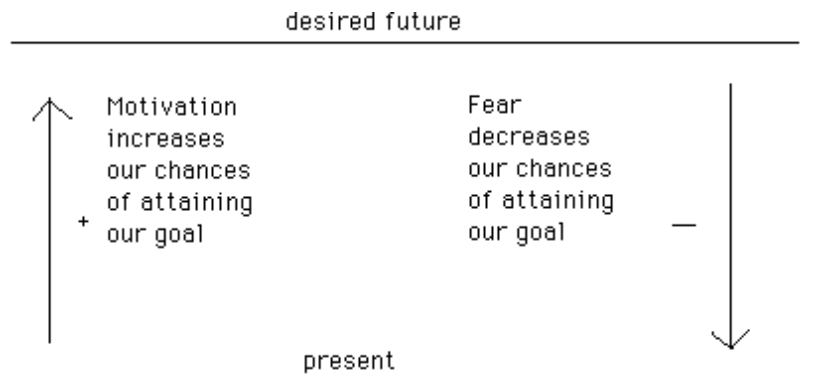 desired future
Motivation
increases
our chances
of attaining
our goal
+
Fear
decreases
our chances
of attaining
our goal
—
present